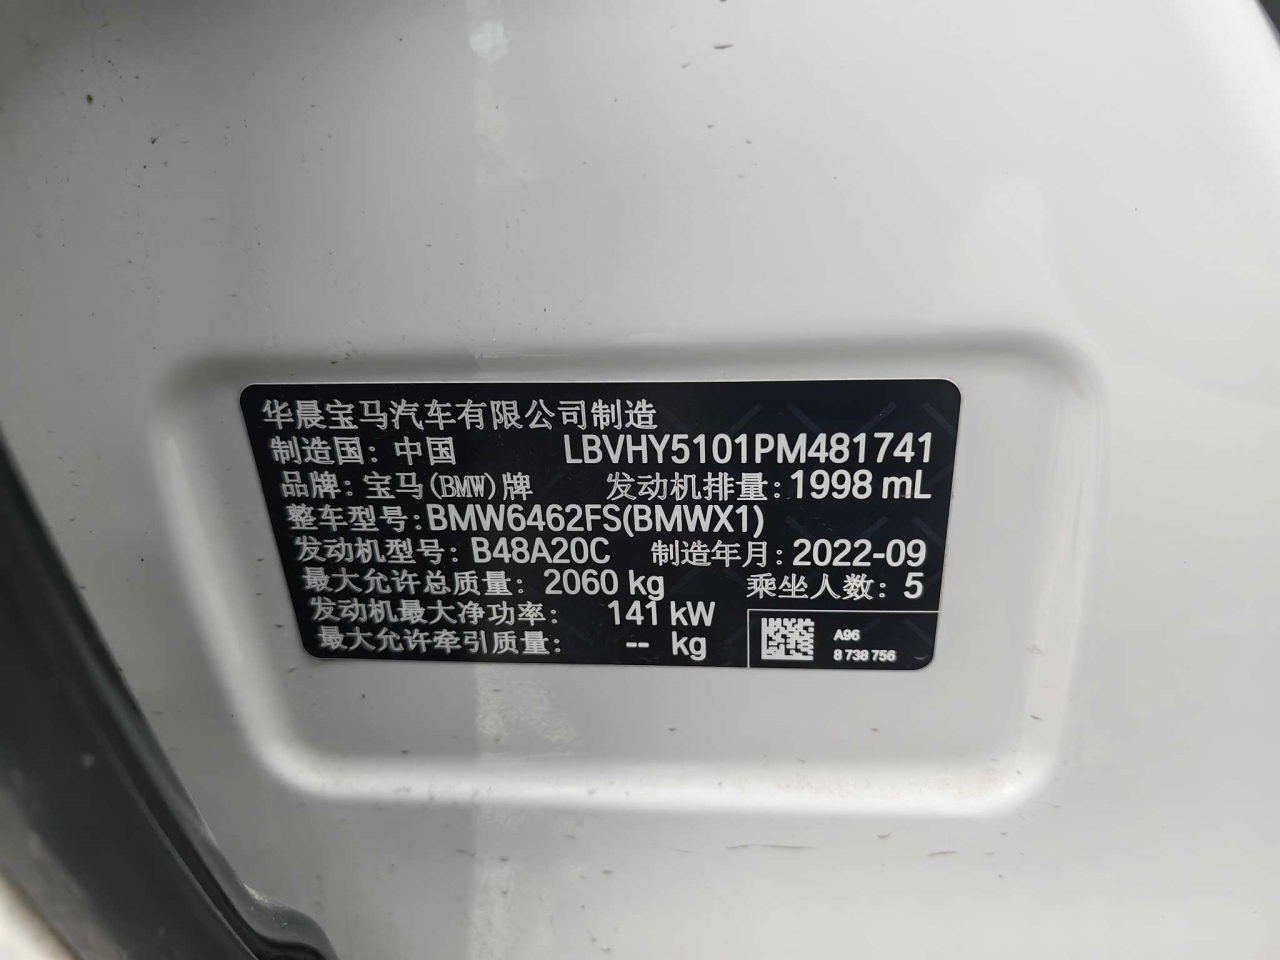 华晨宝马汽车有限公司制造
制造国: 中国 LBVHY5101PM481741
品牌: 宝马(BMW)牌 发动机排量: 1998 mL
整车型号: BMW6462FS(BMWX1)
发动机型号: B48A20C 制造年月: 2022-09
最大允许总质量: 2060 kg 乘坐人数: 5
发动机最大净功率: 141 kW
最大允许牵引质量: -- kg
A96
8 738 756